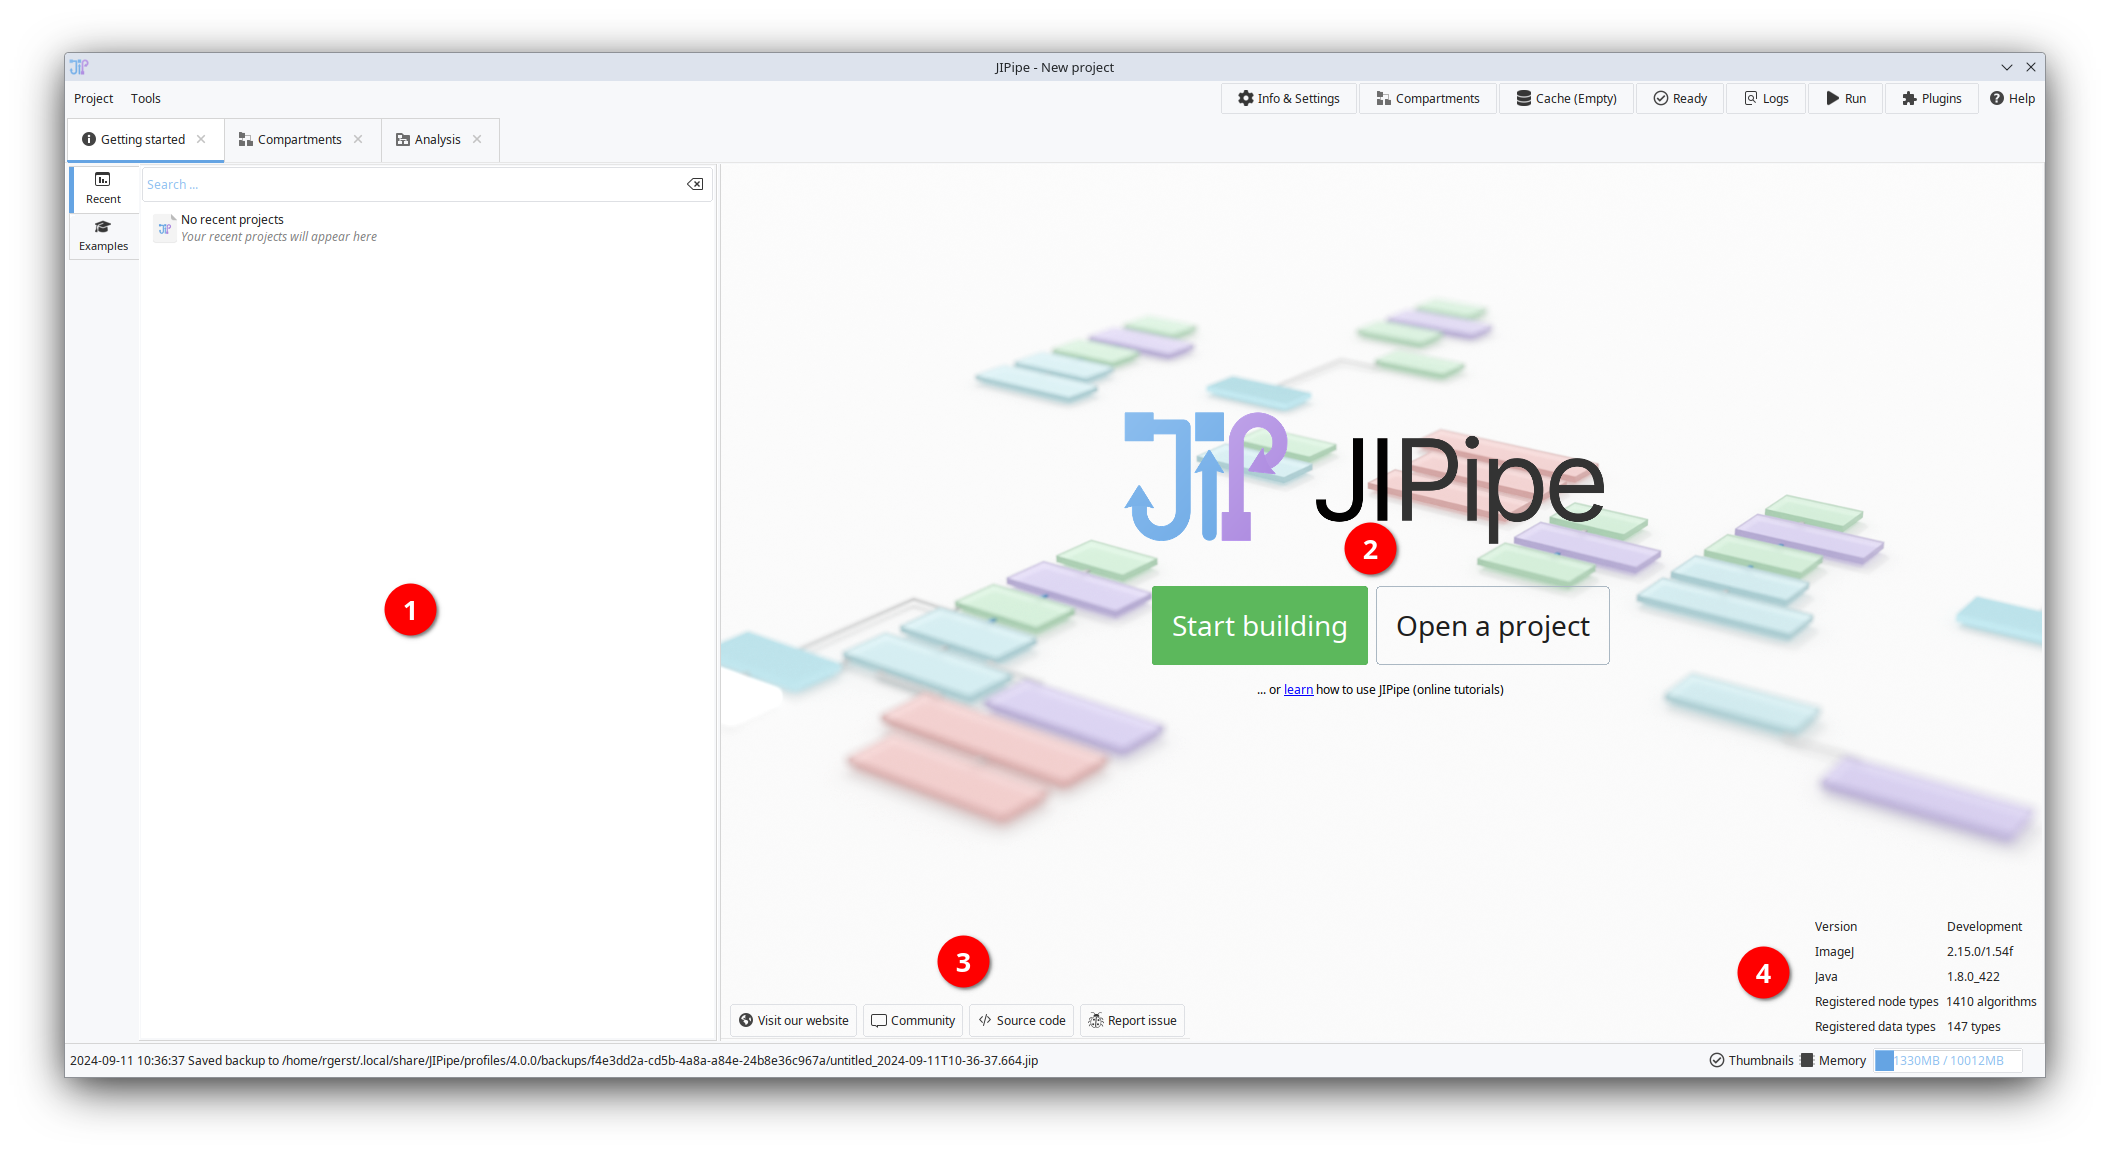 JIPipe - New project
Project Tools Info & Settings Compartments Cache (Empty) Ready Logs Run Plugins Help
Getting started Compartments Analysis
Recent
Examples
Search ...
No recent projects
Your recent projects will appear here
1
JIP JIPipe
2
Start building Open a project
... or learn how to use JIPipe (online tutorials)
3
Visit our website Community Source code Report issue
4
Version Development
ImageJ 2.15.0/1.54f
Java 1.8.0_422
Registered node types 1410 algorithms
Registered data types 147 types
2024-09-11 10:36:37 Saved backup to /home/rgerst/.local/share/JIPipe/profiles/4.0.0/backups/f4e3dd2a-cd5b-4a8a-a84e-24b8e36c967a/untitled_2024-09-11T10-36-37.664.jip Thumbnails Memory 1330MB / 10012MB